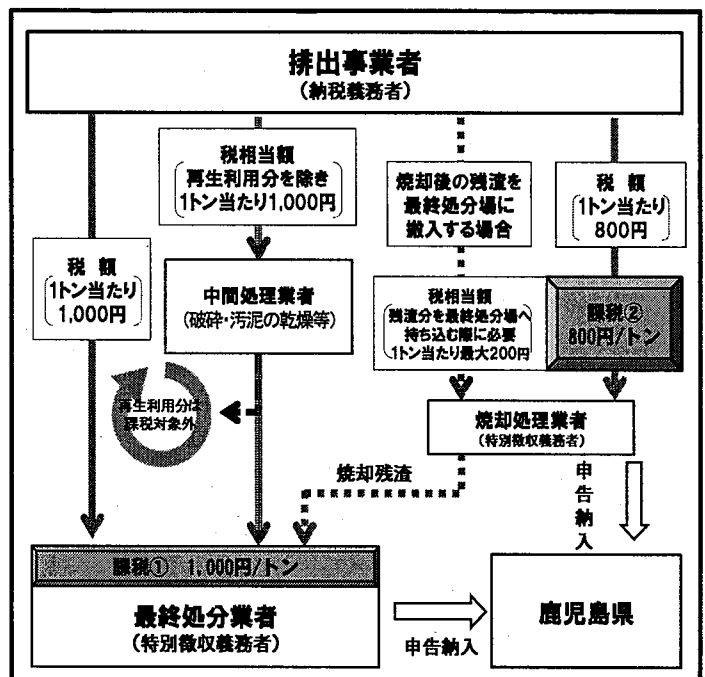 排出事業者
(納税義務者)
税相当額
再生利用分を除き
1トン当たり1,000円
焼却後の残渣を
最終処分場に
搬入する場合
税 額
1トン当たり
800円
税 額
1トン当たり
1,000円
中間処理業者
(破砕・汚泥の乾燥等)
税相当額
残渣分を最終処分場へ
持ち込む際に必要
1トン当たり最大200円
課税②
800円/トン
再生利用分は
課税対象外
焼却処理業者
(特別徴収義務者)
焼却残渣
申告納入
課税① 1,000円/トン
最終処分業者
(特別徴収義務者)
申告納入
鹿児島県